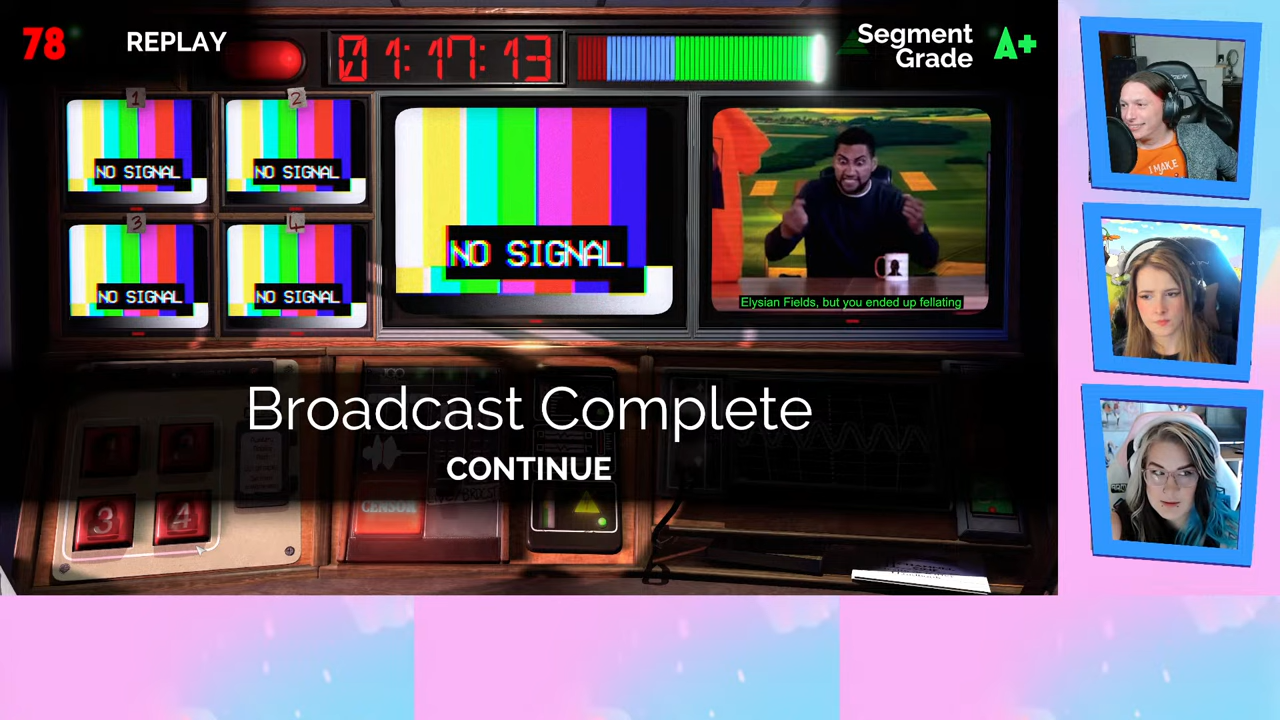 78
REPLAY
01:17:13
Segment
Grade
A+
1
2
NO SIGNAL
NO SIGNAL
3
4
NO SIGNAL
NO SIGNAL
NO SIGNAL
Elysian Fields, but you ended up fellating
Broadcast Complete
CONTINUE
3
4
CENSOR
I MAKE